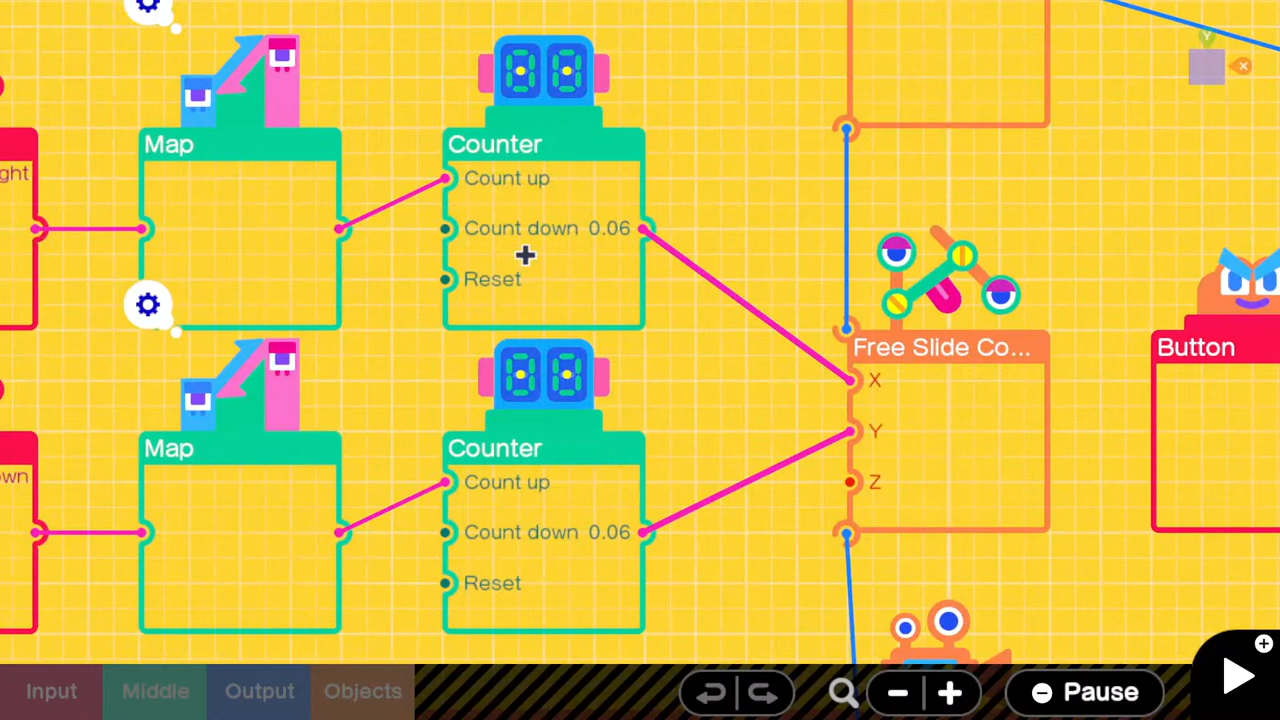 Y
X
Map
Counter
ght
Count up
Count down 0.06
Reset
Free Slide Co...
Button
X
Y
Z
Map
Counter
own
Count up
Count down 0.06
Reset
Input
Middle
Output
Objects
Pause